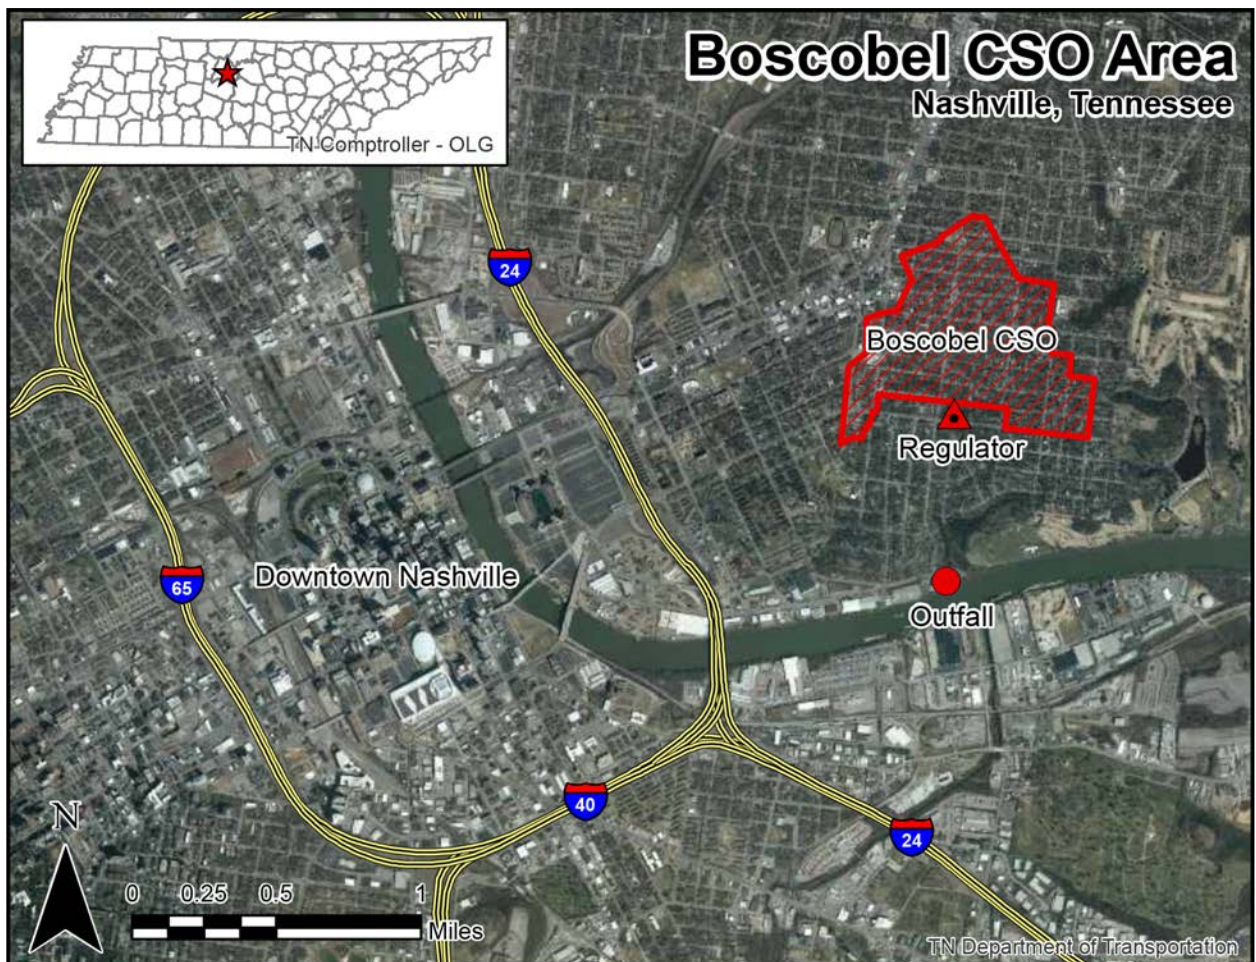 Boscobel CSO Area
Nashville, Tennessee
TN Comptroller - OLG
24
Boscobel CSO
Regulator
65
Downtown Nashville
Outfall
40
24
N
0 0.25 0.5 1
Miles
TN Department of Transportation